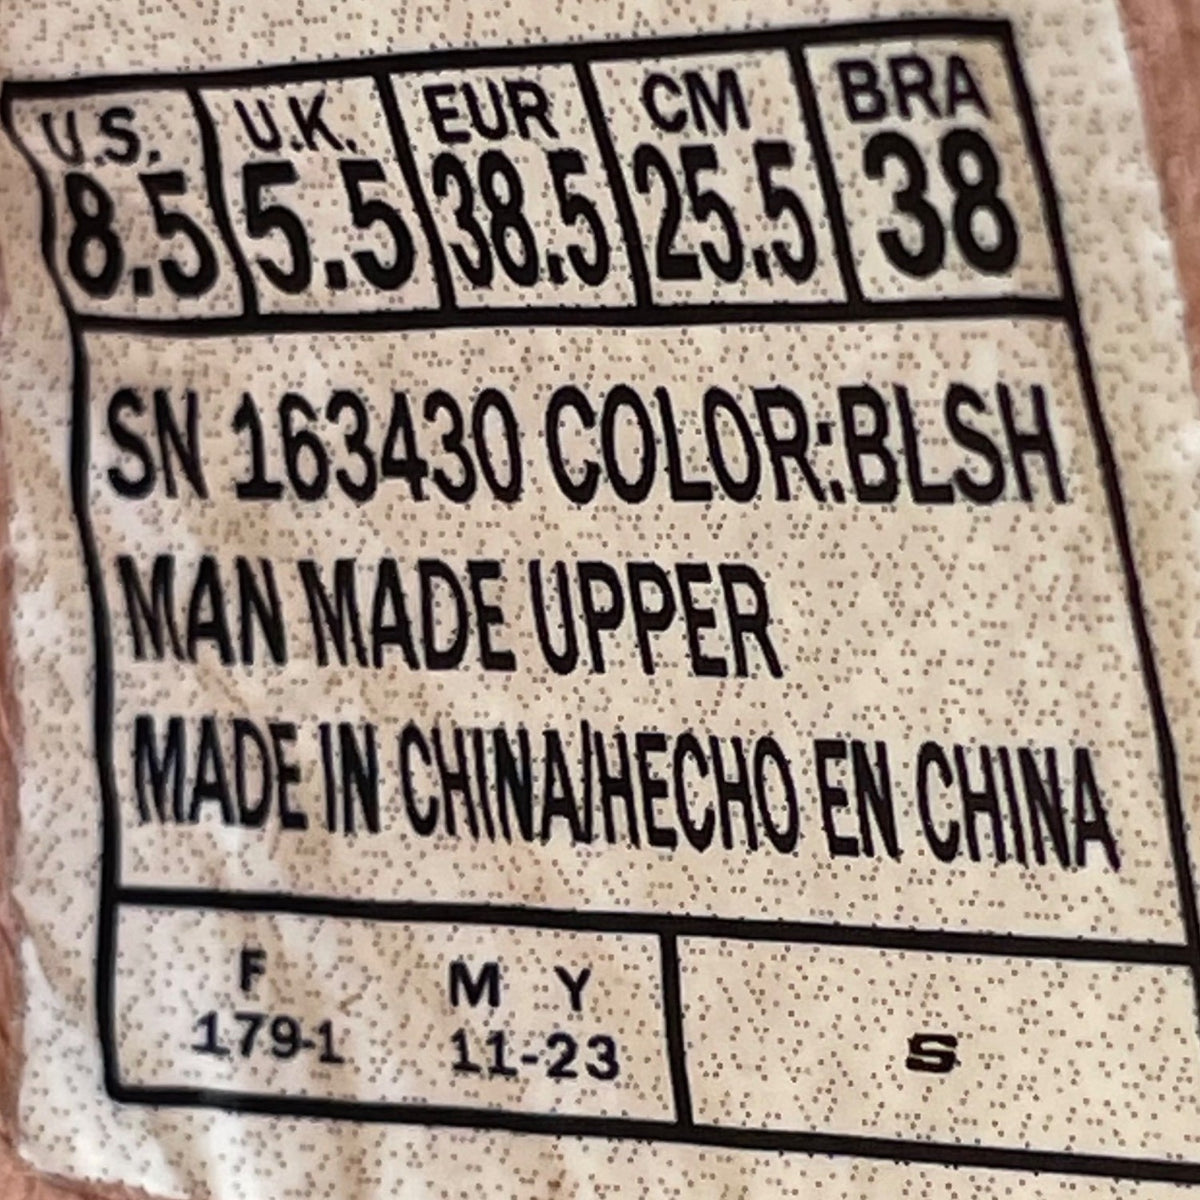 U.S. U.K. EUR CM BRA
8.5 5.5 38.5 25.5 38
SN 163430 COLOR:BLSH
MAN MADE UPPER
MADE IN CHINA/HECHO EN CHINA
F M Y
179-1 11-23
S